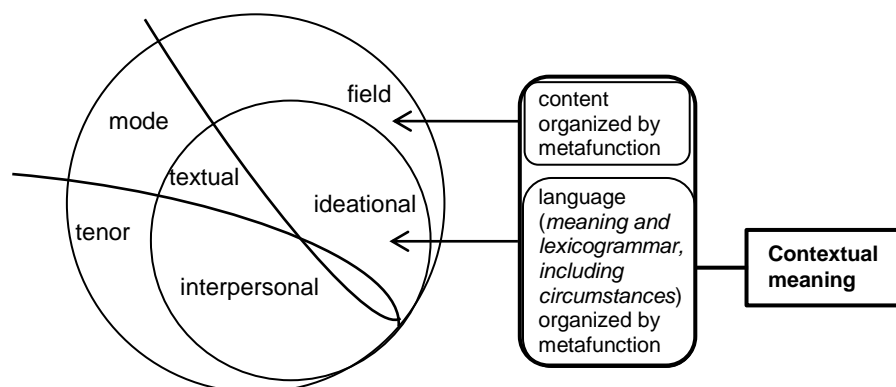 field
mode
textual
ideational
tenor
interpersonal
content
organized by
metafunction
language
(meaning and
lexicogrammar,
including
circumstances)
organized by
metafunction
Contextual
meaning